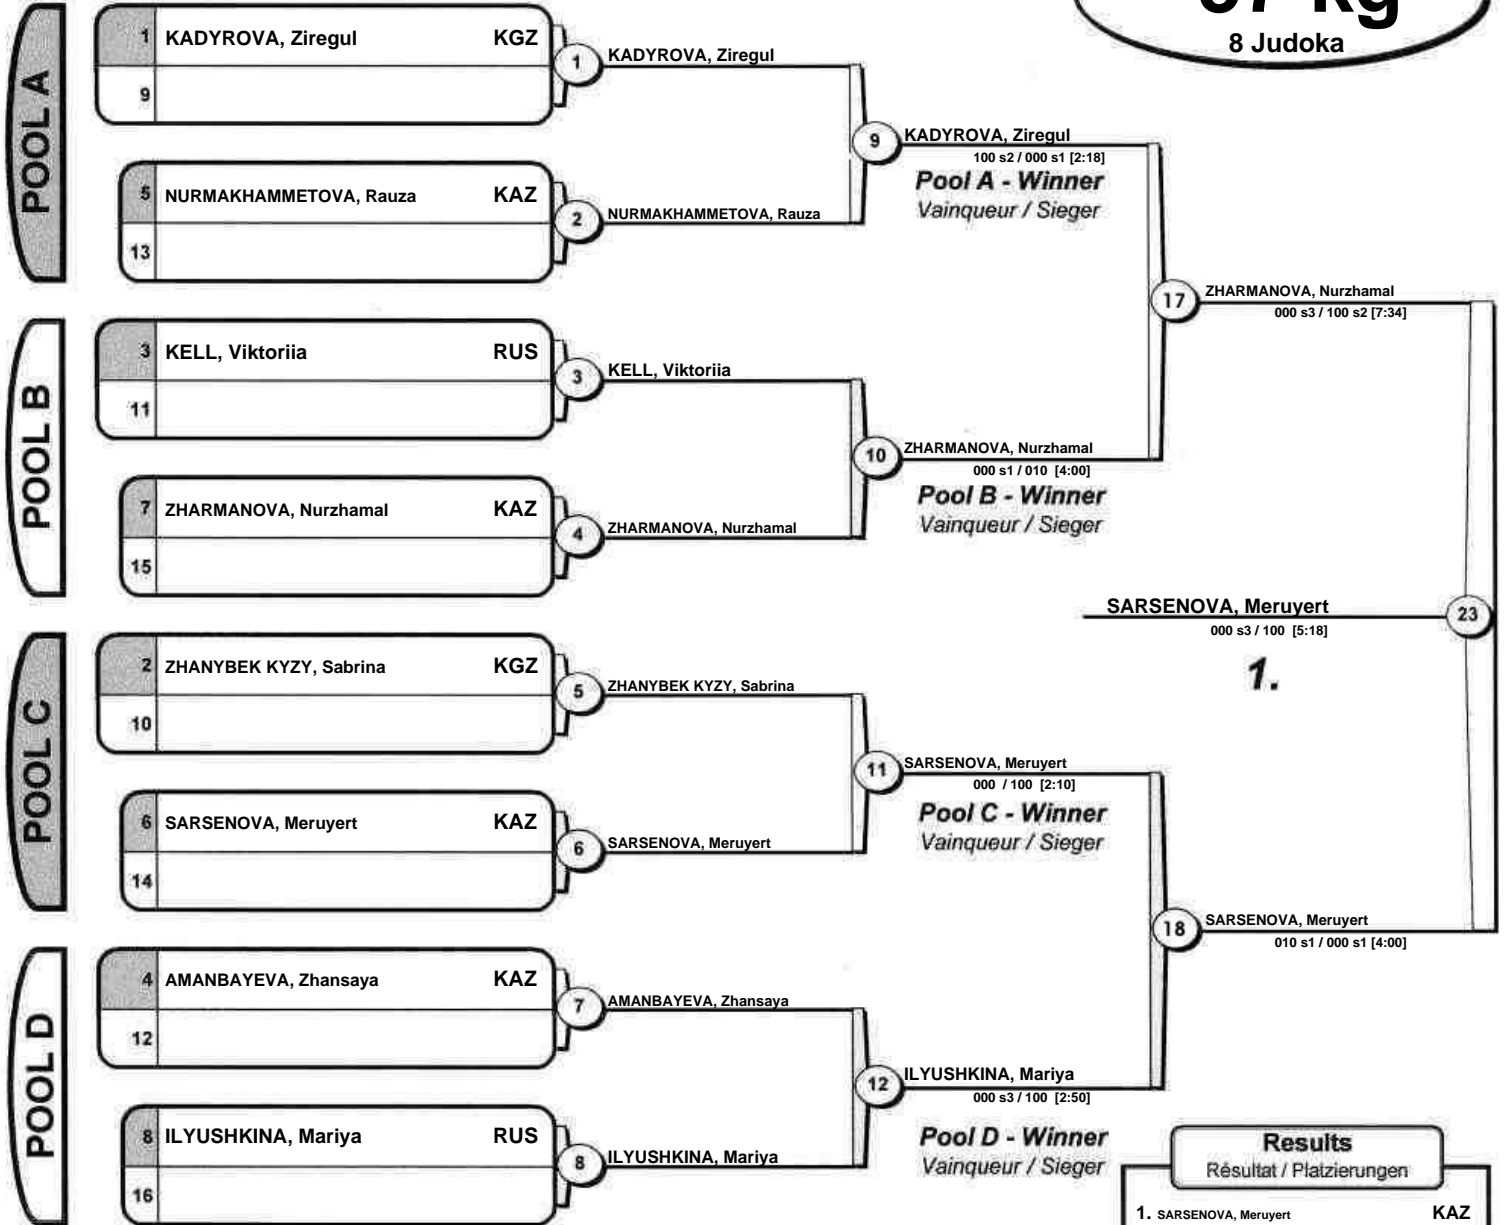 8 Judoka
POOL A
1 KADYROVA, Ziregul KGZ
9
1
KADYROVA, Ziregul
5 NURMAKHAMMETOVA, Rauza KAZ
13
2
NURMAKHAMMETOVA, Rauza
9
KADYROVA, Ziregul
100 s2 / 000 s1 [2:18]
Pool A - Winner
Vainqueur / Sieger
POOL B
3 KELL, Viktoriia RUS
11
3
KELL, Viktoriia
7 ZHARMANOVA, Nurzhamal KAZ
15
4
ZHARMANOVA, Nurzhamal
10
ZHARMANOVA, Nurzhamal
000 s1 / 010 [4:00]
Pool B - Winner
Vainqueur / Sieger
17
ZHARMANOVA, Nurzhamal
000 s3 / 100 s2 [7:34]
SARSENOVA, Meruyert
23
000 s3 / 100 [5:18]
1.
POOL C
2 ZHANYBEK KYZY, Sabrina KGZ
10
5
ZHANYBEK KYZY, Sabrina
6 SARSENOVA, Meruyert KAZ
14
6
SARSENOVA, Meruyert
11
SARSENOVA, Meruyert
000 / 100 [2:10]
Pool C - Winner
Vainqueur / Sieger
18
SARSENOVA, Meruyert
010 s1 / 000 s1 [4:00]
POOL D
4 AMANBAYEVA, Zhansaya KAZ
12
7
AMANBAYEVA, Zhansaya
8 ILYUSHKINA, Mariya RUS
16
8
ILYUSHKINA, Mariya
12
ILYUSHKINA, Mariya
000 s3 / 100 [2:50]
Pool D - Winner
Vainqueur / Sieger
Results
Résultat / Platzierungen
1. SARSENOVA, Meruyert KAZ